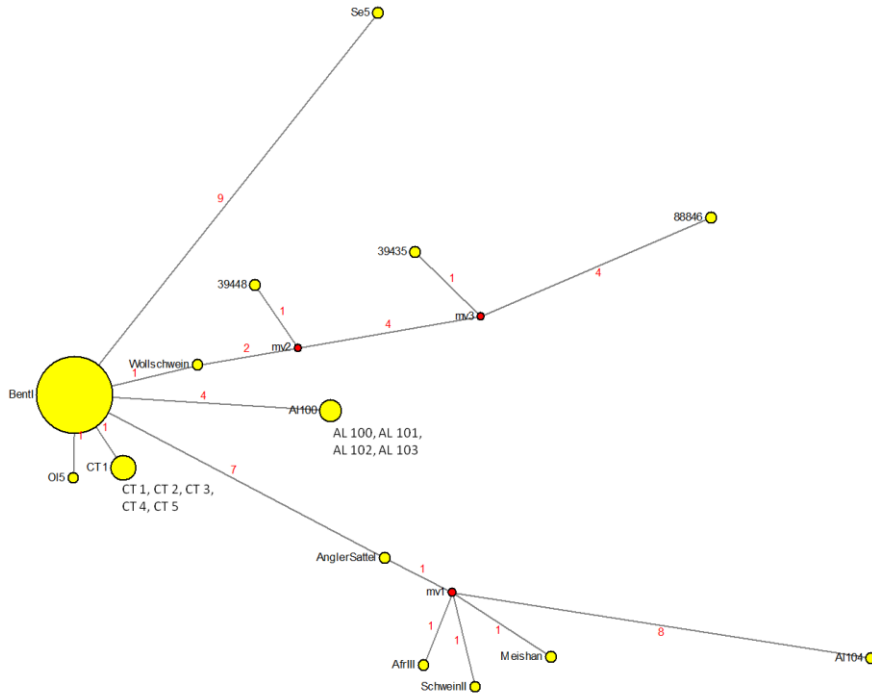 Se5
9
88846
39435
39448
1
4
1
mv3
4
mv2
2
Wollschwein
1
BentI
4
Al100
AL 100, AL 101,
AL 102, AL 103
1
1
CT1
Ol5
7
CT 1, CT 2, CT 3,
CT 4, CT 5
AnglerSattel
1
mv1
1
1
1
8
AfrIII
Meishan
Al104
SchweinII